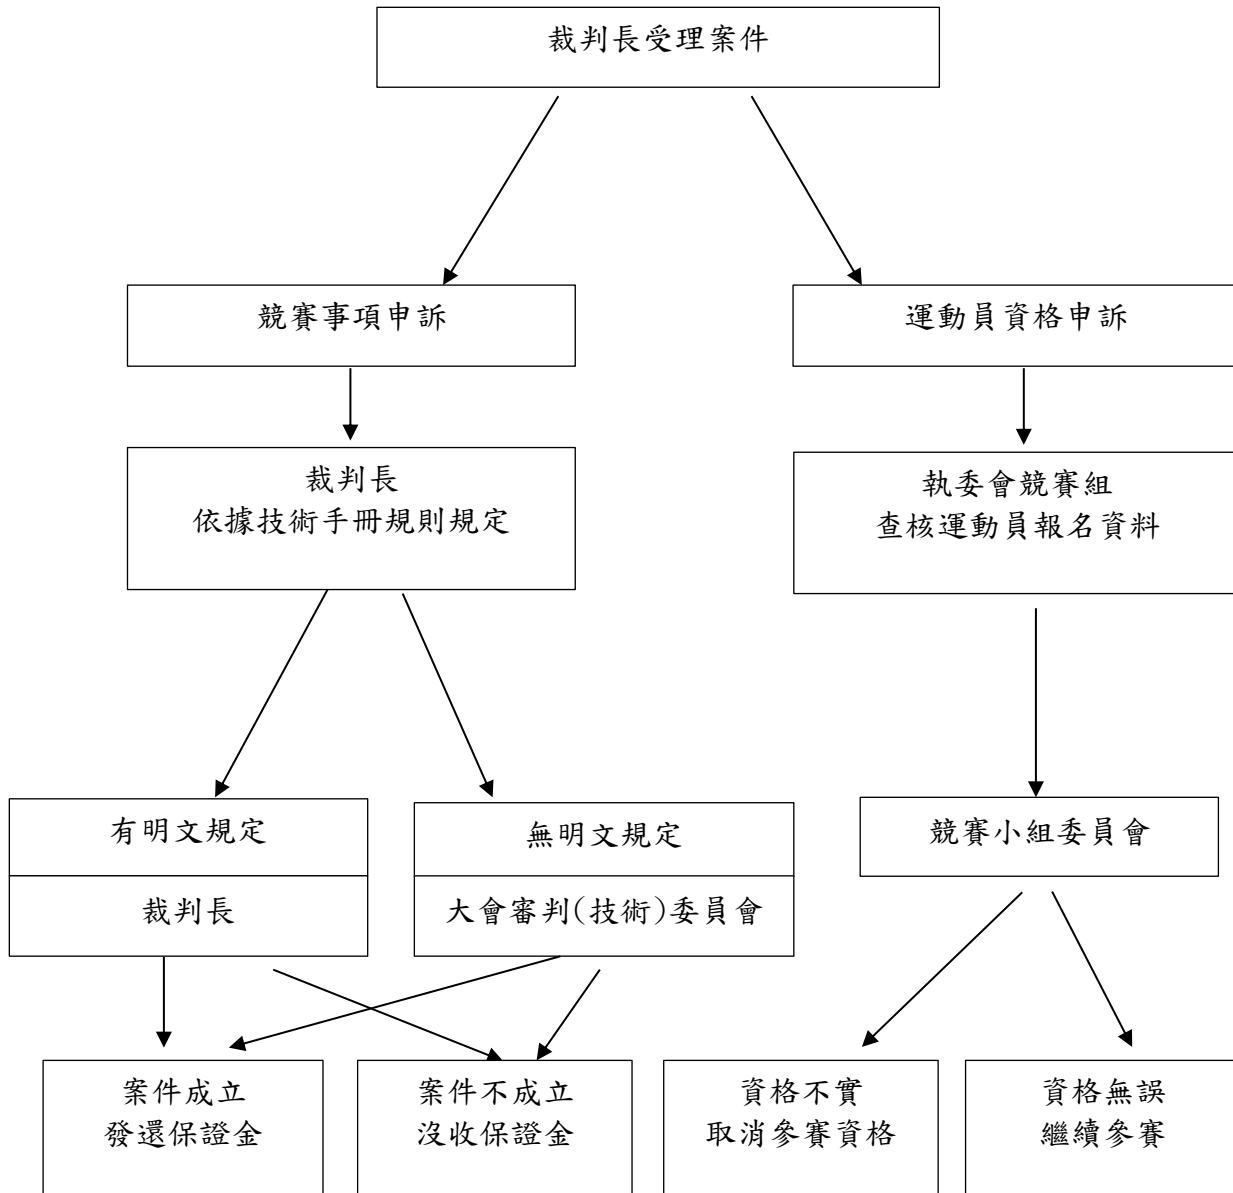 裁判長受理案件
競賽事項申訴
運動員資格申訴
裁判長
依據技術手冊規則規定
執委會競賽組
查核運動員報名資料
有明文規定
裁判長
無明文規定
大會審判(技術)委員會
競賽小組委員會
案件成立
發還保證金
案件不成立
沒收保證金
資格不實
取消參賽資格
資格無誤
繼續參賽